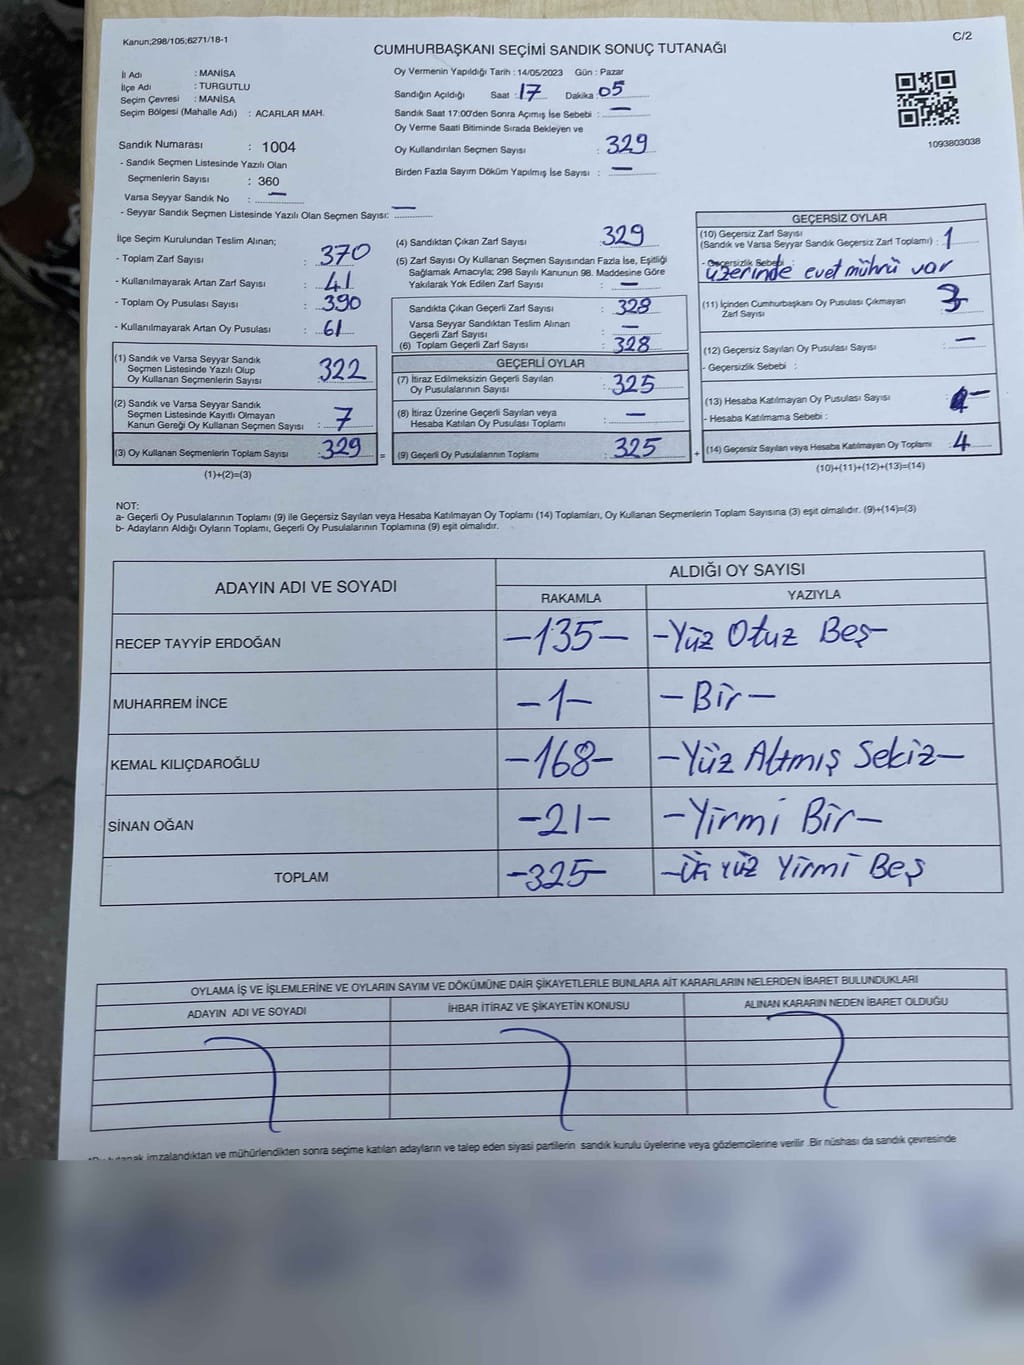 Kanun;298/105;6271/18-1
C/2
CUMHURBAŞKANI SEÇİMİ SANDIK SONUÇ TUTANAĞI
İl Adı : MANİSA
İlçe Adı : TURGUTLU
Seçim Çevresi : MANİSA
Seçim Bölgesi (Mahalle Adı) : ACARLAR MAH.
Sandık Numarası : 1004
- Sandık Seçmen Listesinde Yazılı Olan
Seçmenlerin Sayısı : 360
Varsa Seyyar Sandık No : —
- Seyyar Sandık Seçmen Listesinde Yazılı Olan Seçmen Sayısı: —
Oy Vermenin Yapıldığı Tarih : 14/05/2023 Gün : Pazar
Sandığın Açıldığı Saat : 17 Dakika : 05
Sandık Saat 17:00'den Sonra Açımış İse Sebebi : —
Oy Verme Saati Bitiminde Sırada Bekleyen ve
Oy Kullandırılan Seçmen Sayısı : 329
Birden Fazla Sayım Döküm Yapılmış İse Sayısı : —
1093803038
İlçe Seçim Kurulundan Teslim Alınan;
- Toplam Zarf Sayısı : 370
- Kullanılmayarak Artan Zarf Sayısı : 41
- Toplam Oy Pusulası Sayısı : 390
- Kullanılmayarak Artan Oy Pusulası : 61
(1) Sandık ve Varsa Seyyar Sandık
Seçmen Listesinde Yazılı Olup
Oy Kullanan Seçmenlerin Sayısı : 322
(2) Sandık ve Varsa Seyyar Sandık
Seçmen Listesinde Kayıtlı Olmayan
Kanun Gereği Oy Kullanan Seçmen Sayısı : 7
(3) Oy Kullanan Seçmenlerin Toplam Sayısı : 329
(1)+(2)=(3)
(4) Sandıktan Çıkan Zarf Sayısı : 329
(5) Zarf Sayısı Oy Kullanan Seçmen Sayısından Fazla İse, Eşitliği
Sağlamak Amacıyla; 298 Sayılı Kanunun 98. Maddesine Göre
Yakılarak Yok Edilen Zarf Sayısı : —
Sandıkta Çıkan Geçerli Zarf Sayısı : 328
Varsa Seyyar Sandıktan Teslim Alınan
Geçerli Zarf Sayısı : —
(6) Toplam Geçerli Zarf Sayısı : 328
GEÇERLİ OYLAR
(7) İtiraz Edilmeksizin Geçerli Sayılan
Oy Pusulalarının Sayısı : 325
(8) İtiraz Üzerine Geçerli Sayılan veya
Hesaba Katılan Oy Pusulası Toplamı : —
(9) Geçerli Oy Pusulalarının Toplamı : 325
=
+
GEÇERSİZ OYLAR
(10) Geçersiz Zarf Sayısı
(Sandık ve Varsa Seyyar Sandık Geçersiz Zarf Toplamı) : 1
- Geçersizlik Sebebi :
üzerinde evet mührü var
(11) İçinden Cumhurbaşkanı Oy Pusulası Çıkmayan
Zarf Sayısı : 3
(12) Geçersiz Sayılan Oy Pusulası Sayısı : —
- Geçersizlik Sebebi :
(13) Hesaba Katılmayan Oy Pusulası Sayısı : —
- Hesaba Katılmama Sebebi :
(14) Geçersiz Sayılan veya Hesaba Katılmayan Oy Toplamı : 4
(10)+(11)+(12)+(13)=(14)
NOT:
a- Geçerli Oy Pusulalarının Toplamı (9) ile Geçersiz Sayılan veya Hesaba Katılmayan Oy Toplamı (14) Toplamları, Oy Kullanan Seçmenlerin Toplam Sayısına (3) eşit olmalıdır. (9)+(14)=(3)
b- Adayların Aldığı Oyların Toplamı, Geçerli Oy Pusulalarının Toplamına (9) eşit olmalıdır.
ADAYIN ADI VE SOYADI ALDIĞI OY SAYISI
RAKAMLA YAZIYLA
RECEP TAYYİP ERDOĞAN -135- -Yüz Otuz Beş-
MUHARREM İNCE -1- -Bir-
KEMAL KILIÇDAROĞLU -168- -Yüz Altmış Sekiz-
SİNAN OĞAN -21- -Yirmi Bir-
TOPLAM -325- yüz Yirmi Beş
OYLAMA İŞ VE İŞLEMLERİNE VE OYLARIN SAYIM VE DÖKÜMÜNE DAİR ŞİKAYETLERLE BUNLARA AİT KARARLARIN NELERDEN İBARET BULUNDUKLARI
ADAYIN ADI VE SOYADI İHBAR İTİRAZ VE ŞİKAYETİN KONUSU ALINAN KARARIN NEDEN İBARET OLDUĞU
tutanak imzalandıktan ve mühürlendikten sonra seçime katılan adayların ve talep eden siyasi partilerin sandık kurulu üyelerine veya gözlemcilerine verilir .Bir nüshası da sandık çevresinde